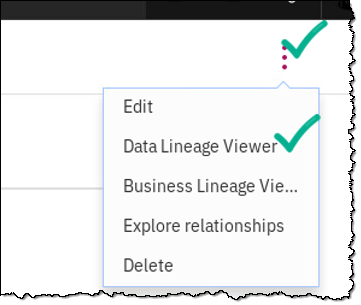 Edit
Data Lineage Viewer
Business Lineage Vie...
Explore relationships
Delete